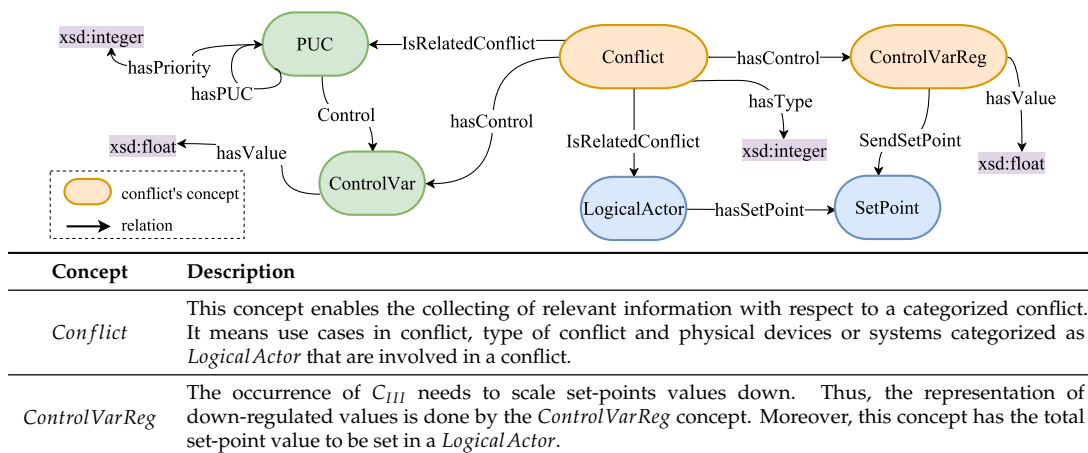 xsd:integer
PUC
IsRelatedConflict
Conflict
hasControl
ControlVarReg
hasPriority
hasPUC
hasValue
hasType
Control
hasControl
xsd:float
hasValue
IsRelatedConflict
xsd:integer
SendSetPoint
xsd:float
ControlVar
conflict's concept
LogicalActor
hasSetPoint
SetPoint
relation
Concept Description
Conflict
This concept enables the collecting of relevant information with respect to a categorized conflict.
It means use cases in conflict, type of conflict and physical devices or systems categorized as
LogicalActor that are involved in a conflict.
ControlVarReg
The occurrence of C_III needs to scale set-points values down. Thus, the representation of
down-regulated values is done by the ControlVarReg concept. Moreover, this concept has the total
set-point value to be set in a LogicalActor.